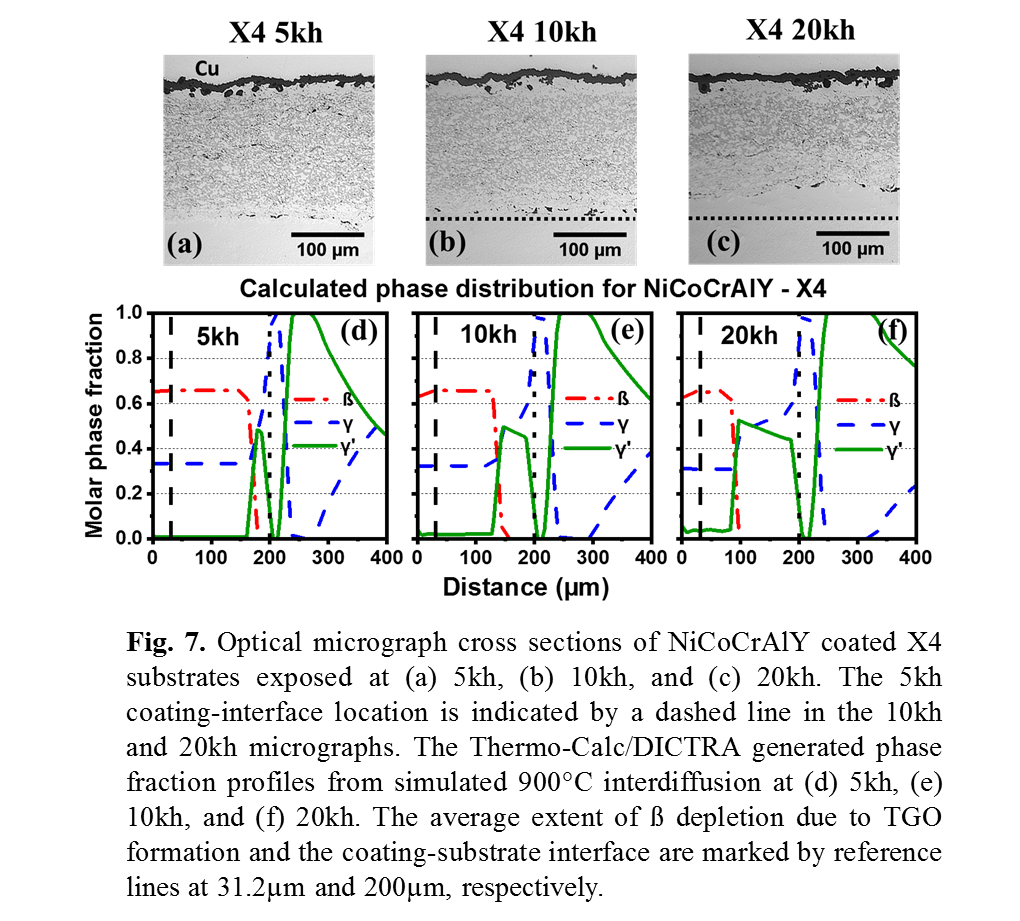 X4 5kh
X4 10kh
X4 20kh
Cu
(a)
100 µm
(b)
100 µm
(c)
100 µm
Calculated phase distribution for NiCoCrAlY - X4
Molar phase fraction
1.0
0.8
0.6
0.4
0.2
0.0
5kh
(d)
ß
γ
γ'
0 100 200 300 400
10kh
(e)
ß
γ
γ'
0 100 200 300 400
20kh
(f)
ß
γ
γ'
0 100 200 300 400
Distance (µm)
Fig. 7. Optical micrograph cross sections of NiCoCrAlY coated X4
substrates exposed at (a) 5kh, (b) 10kh, and (c) 20kh. The 5kh
coating-interface location is indicated by a dashed line in the 10kh
and 20kh micrographs. The Thermo-Calc/DICTRA generated phase
fraction profiles from simulated 900°C interdiffusion at (d) 5kh, (e)
10kh, and (f) 20kh. The average extent of ß depletion due to TGO
formation and the coating-substrate interface are marked by reference
lines at 31.2µm and 200µm, respectively.